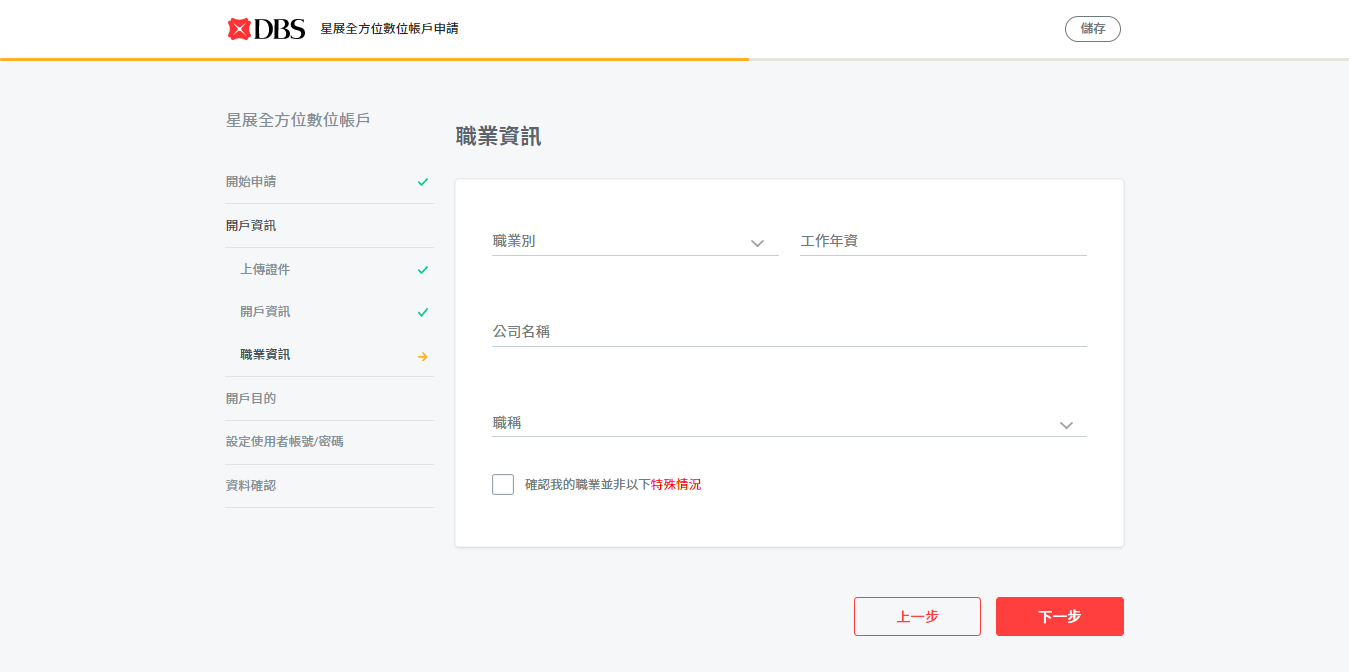 DBS 星展全方位數位帳戶申請
儲存
星展全方位數位帳戶
開始申請
開戶資訊
上傳證件
開戶資訊
職業資訊
開戶目的
設定使用者帳號/密碼
資料確認
職業資訊
職業別
工作年資
公司名稱
職稱
確認我的職業並非以下特殊情況
上一步
下一步